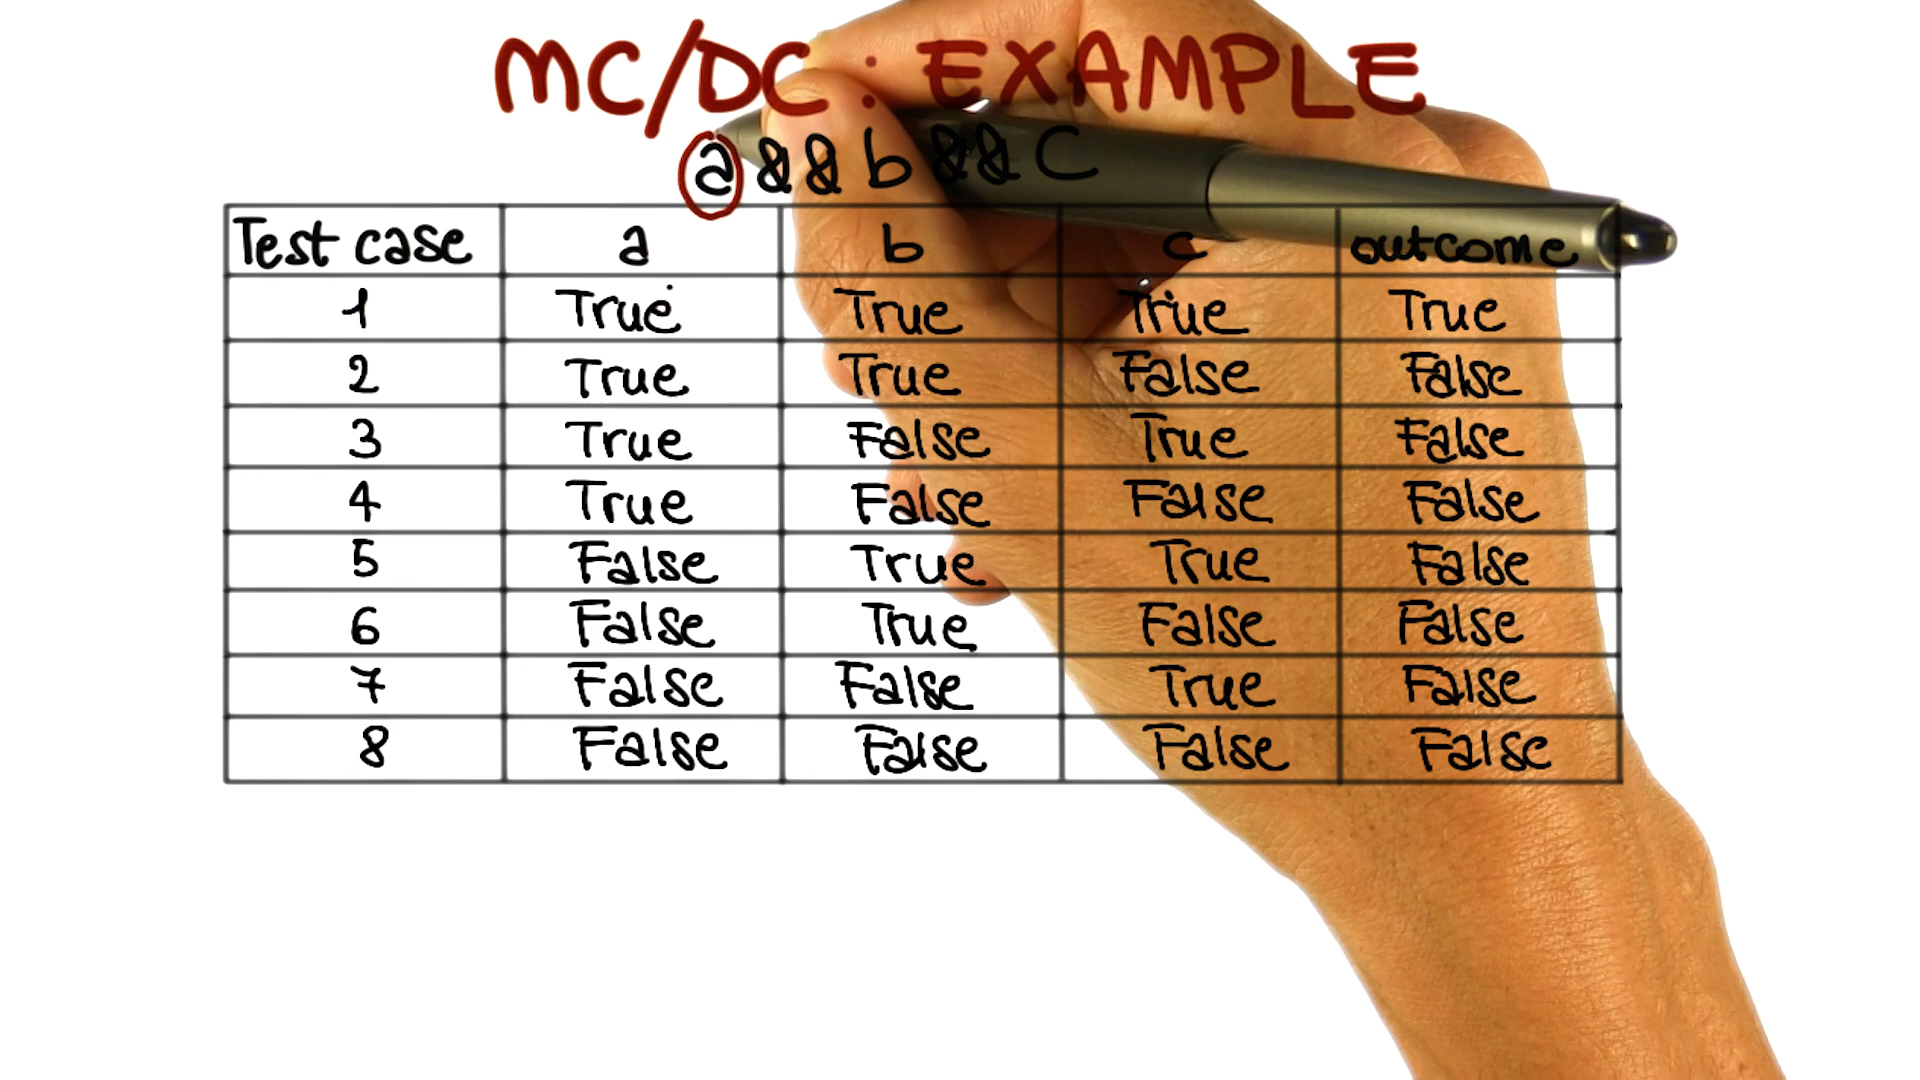 MC/DC: EXAMPLE
a && b && C
Test case a b c outcome
1 True True True True
2 True True False False
3 True False True False
4 True False False False
5 False True True False
6 False True False False
7 False False True False
8 False False False False